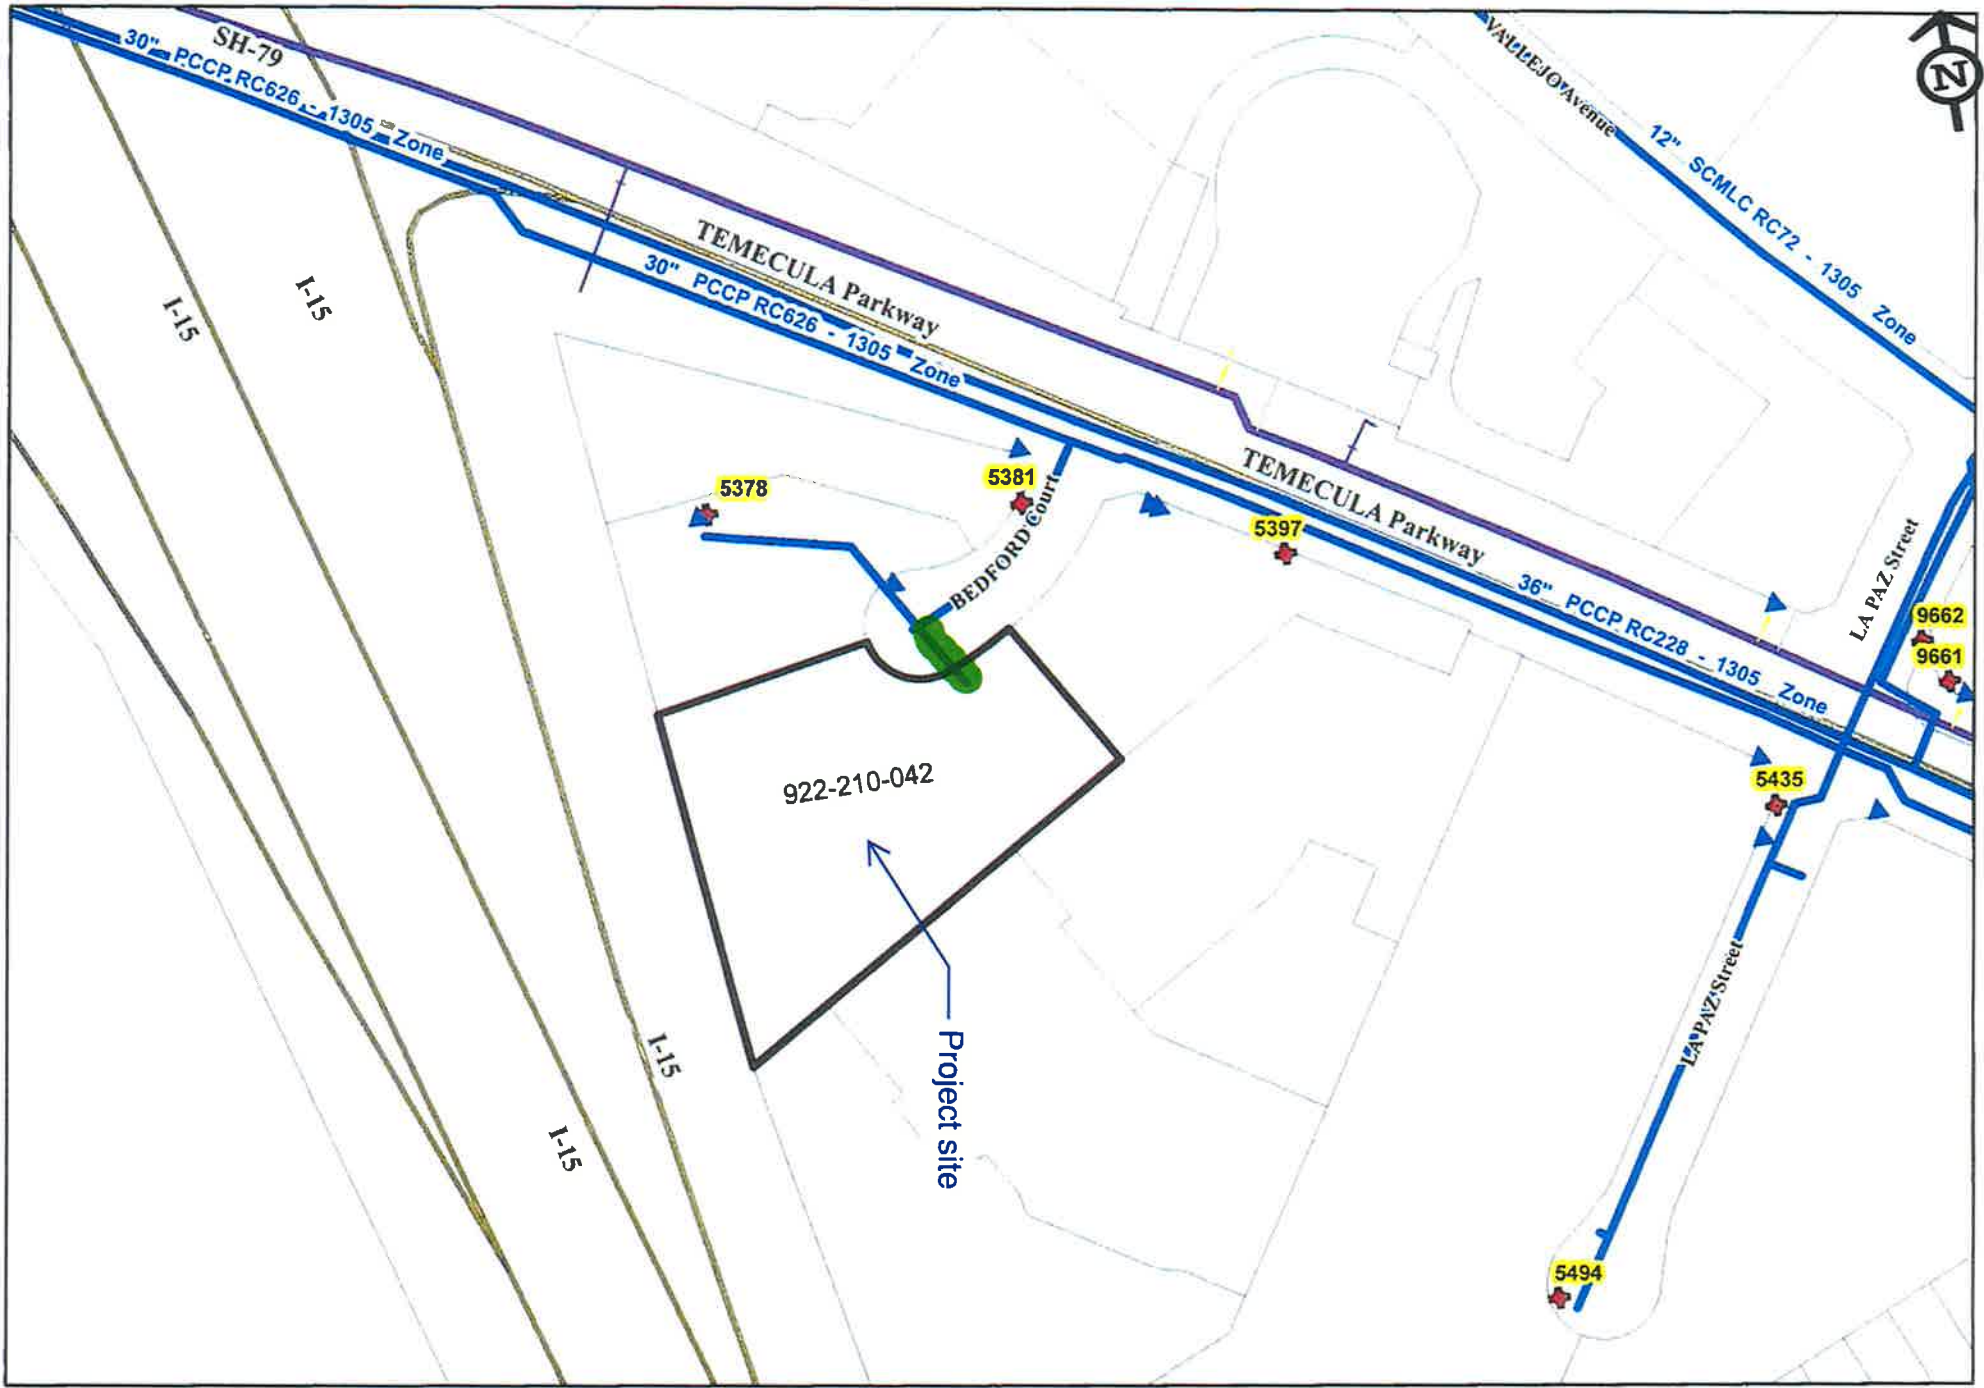 SH-79
30" PCCP RC626 - 1305 Zone
VALLEJO Avenue
N
12" SCMLC RC72 - 1305 Zone
TEMECULA Parkway
30" PCCP RC626 - 1305 Zone
I-15
I-15
5378
5381
BEDFORD Court
5397
TEMECULA Parkway
36" PCCP RC228 - 1305 Zone
LA PAZ Street
9662
9661
5435
922-210-042
Project site
LA PAZ Street
I-15
I-15
5494